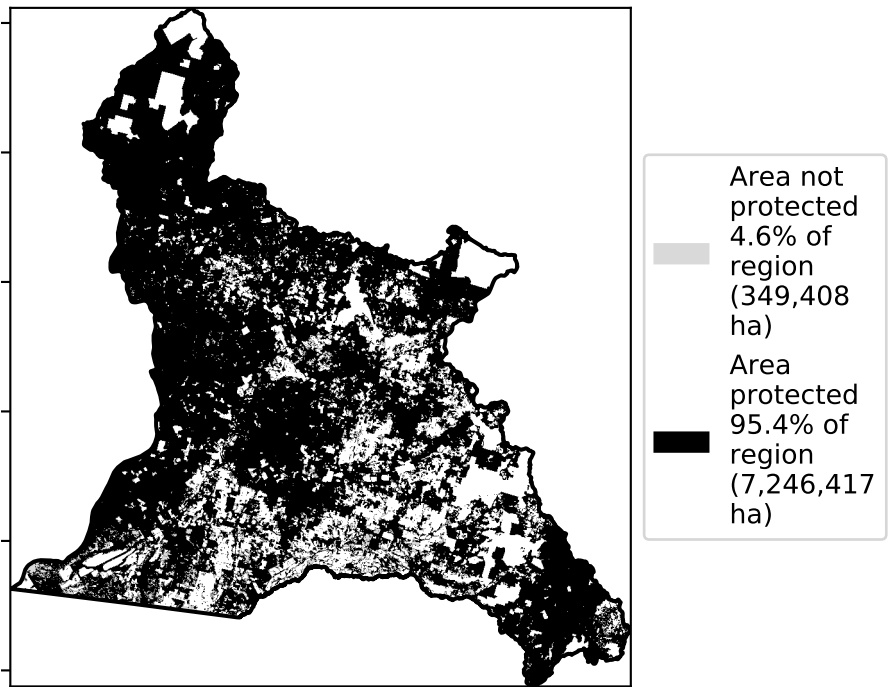 Area not
protected
4.6% of
region
(349,408
ha)
Area
protected
95.4% of
region
(7,246,417
ha)